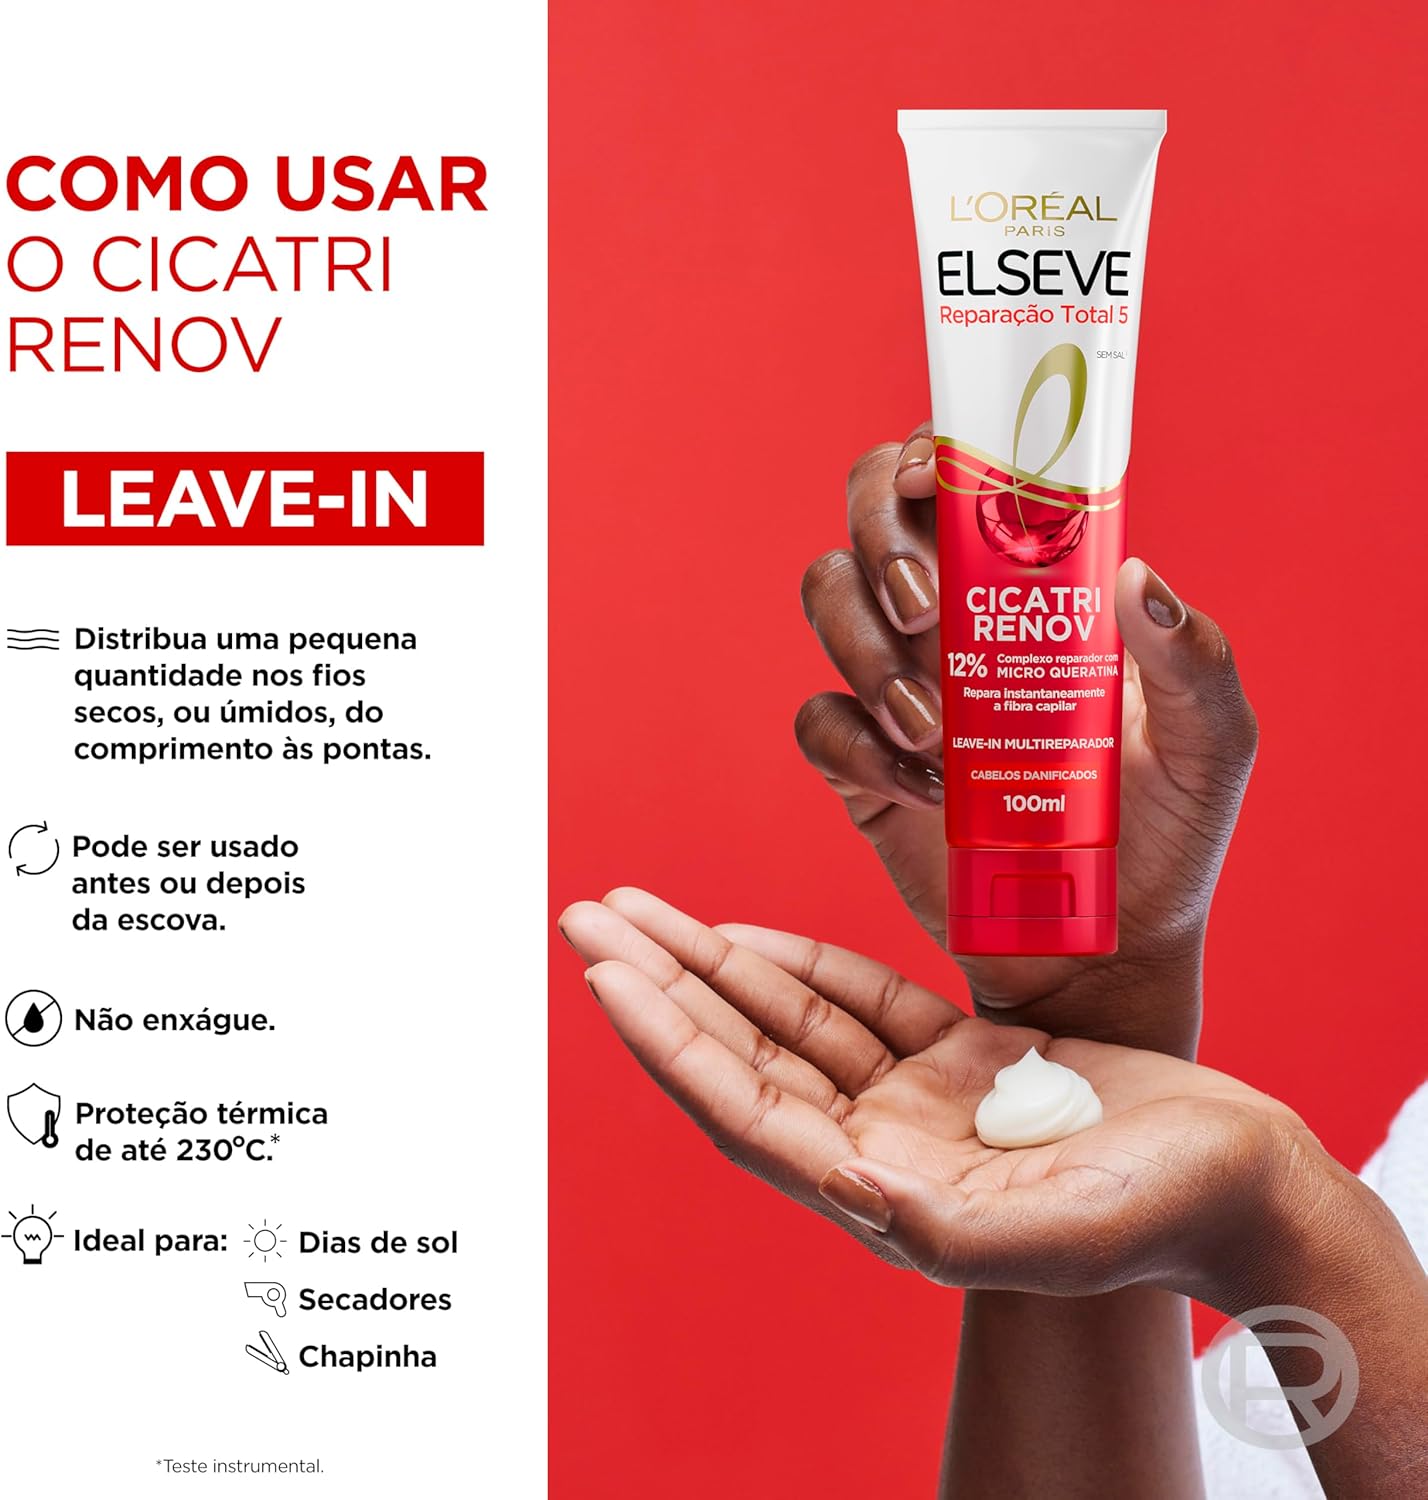 COMO USAR
O CICATRI
RENOV
LEAVE-IN
Distribua uma pequena
quantidade nos fios
secos, ou úmidos, do
comprimento às pontas.
Pode ser usado
antes ou depois
da escova.
Não enxágue.
Proteção térmica
de até 230°C.*
Ideal para:
Dias de sol
Secadores
Chapinha
*Teste instrumental.
L'ORÉAL
PARIS
ELSEVE
Reparação Total 5
SEM SAL
CICATRI
RENOV
12% Complexo reparador com
MICRO QUERATINA
Repara instantaneamente
a fibra capilar
LEAVE-IN MULTIREPARADOR
CABELOS DANIFICADOS
100ml
R